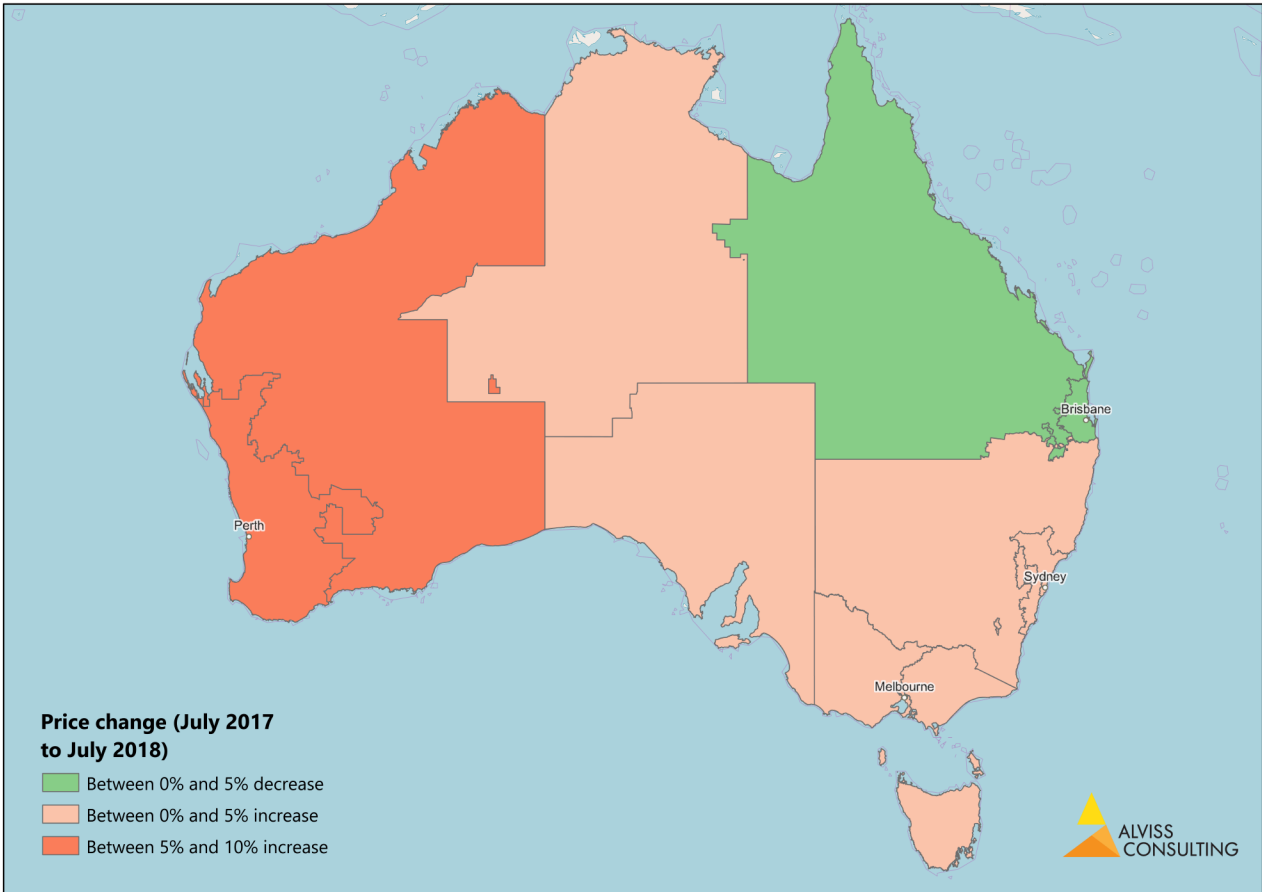 Brisbane
Perth
Sydney
Melbourne
Price change (July 2017
to July 2018)
Between 0% and 5% decrease
Between 0% and 5% increase
Between 5% and 10% increase
ALVISS
CONSULTING